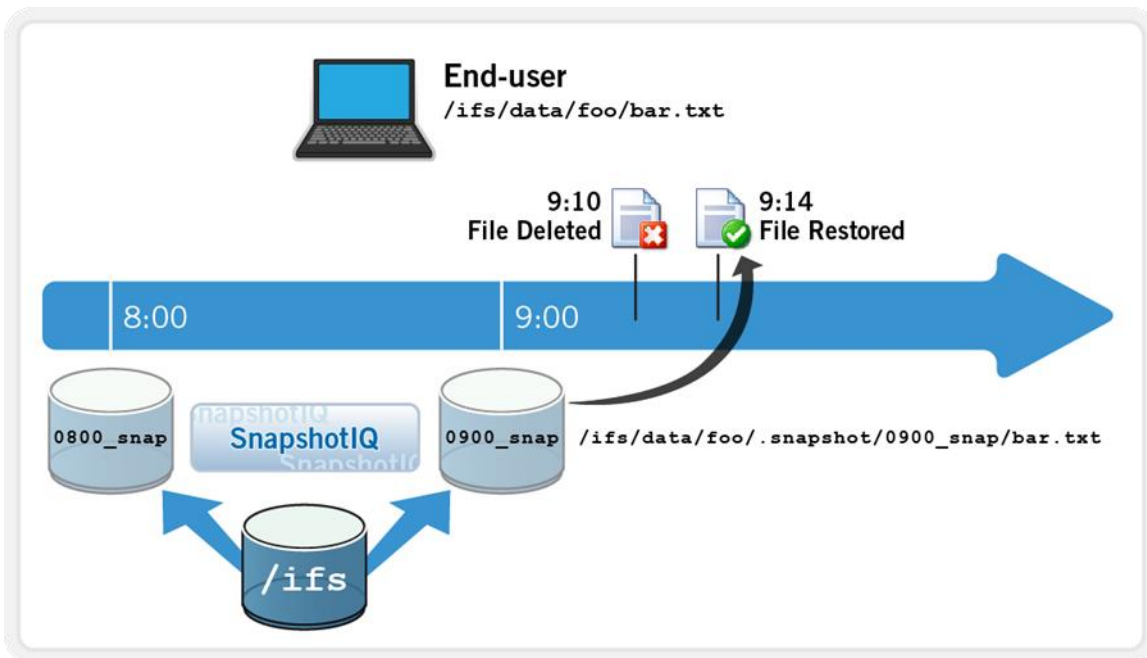 End-user
/ifs/data/foo/bar.txt
9:10
File Deleted
9:14
File Restored
8:00
9:00
0800_snap
SnapshotIQ
SnapshotIQ
0900_snap
/ifs/data/foo/.snapshot/0900_snap/bar.txt
/ifs